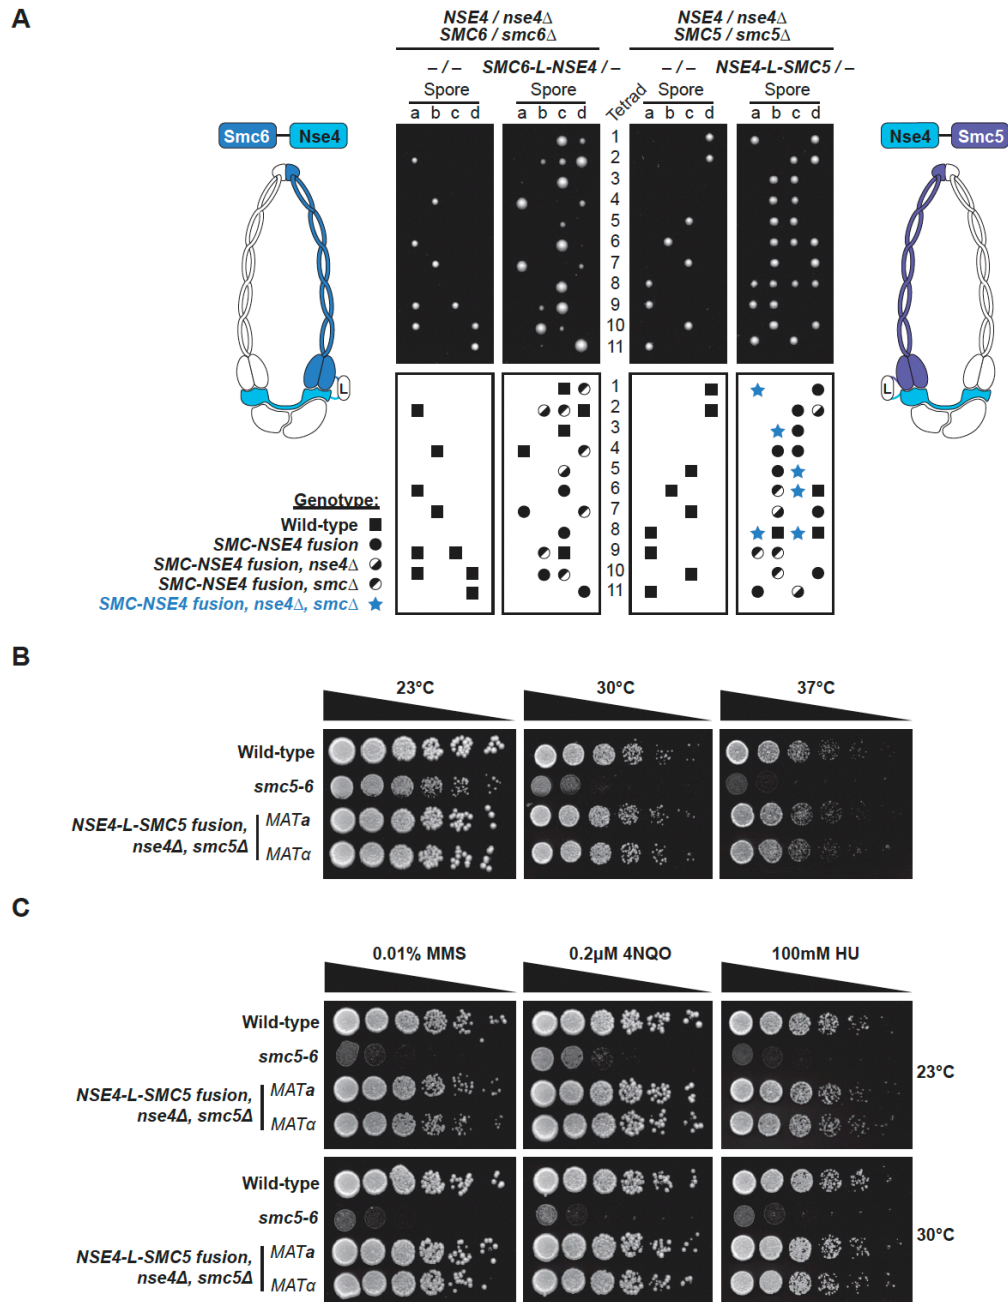 A
NSE4 / nse4Δ
SMC6 / smc6Δ
NSE4 / nse4Δ
SMC5 / smc5Δ
– / –
SMC6-L-NSE4 / –
– / –
NSE4-L-SMC5 / –
Spore
Spore
Tetrad
Spore
Spore
a b c d
a b c d
a b c d
a b c d
Smc6
Nse4
Nse4
Smc5
1
2
3
4
5
6
7
8
9
10
11
L
L
1
2
3
4
5
6
7
8
9
10
11
Genotype:
Wild-type
SMC-NSE4 fusion
SMC-NSE4 fusion, nse4Δ
SMC-NSE4 fusion, smcΔ
SMC-NSE4 fusion, nse4Δ, smcΔ
B
23°C
30°C
37°C
Wild-type
smc5-6
NSE4-L-SMC5 fusion,
nse4Δ, smc5Δ
MATa
MATα
C
0.01% MMS
0.2µM 4NQO
100mM HU
Wild-type
smc5-6
NSE4-L-SMC5 fusion,
nse4Δ, smc5Δ
MATa
MATα
23°C
Wild-type
smc5-6
NSE4-L-SMC5 fusion,
nse4Δ, smc5Δ
MATa
MATα
30°C